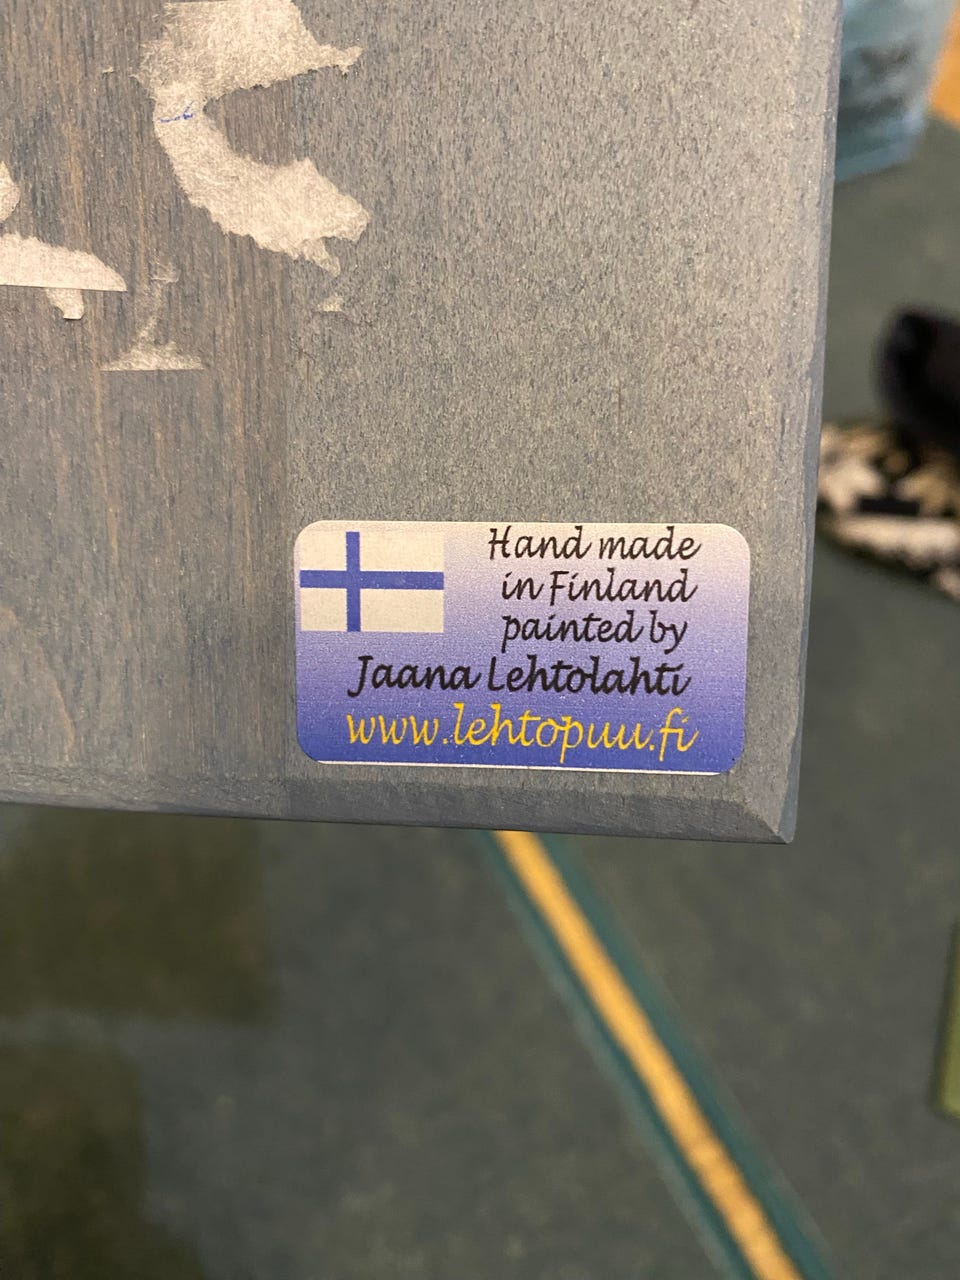 Hand made
in Finland
painted by
Jaana Lehtolahti
www.lehtopuu.fi